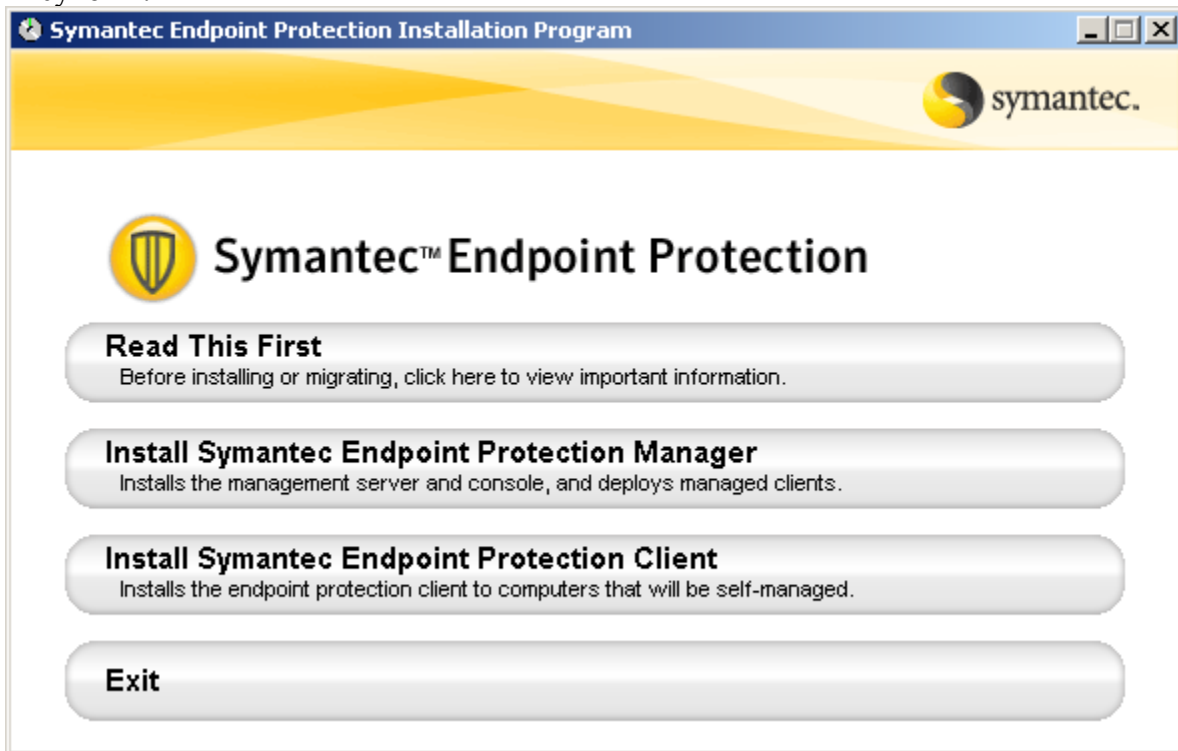 Symantec Endpoint Protection Installation Program
symantec.
Symantec™ Endpoint Protection
Read This First
Before installing or migrating, click here to view important information.
Install Symantec Endpoint Protection Manager
Installs the management server and console, and deploys managed clients.
Install Symantec Endpoint Protection Client
Installs the endpoint protection client to computers that will be self-managed.
Exit